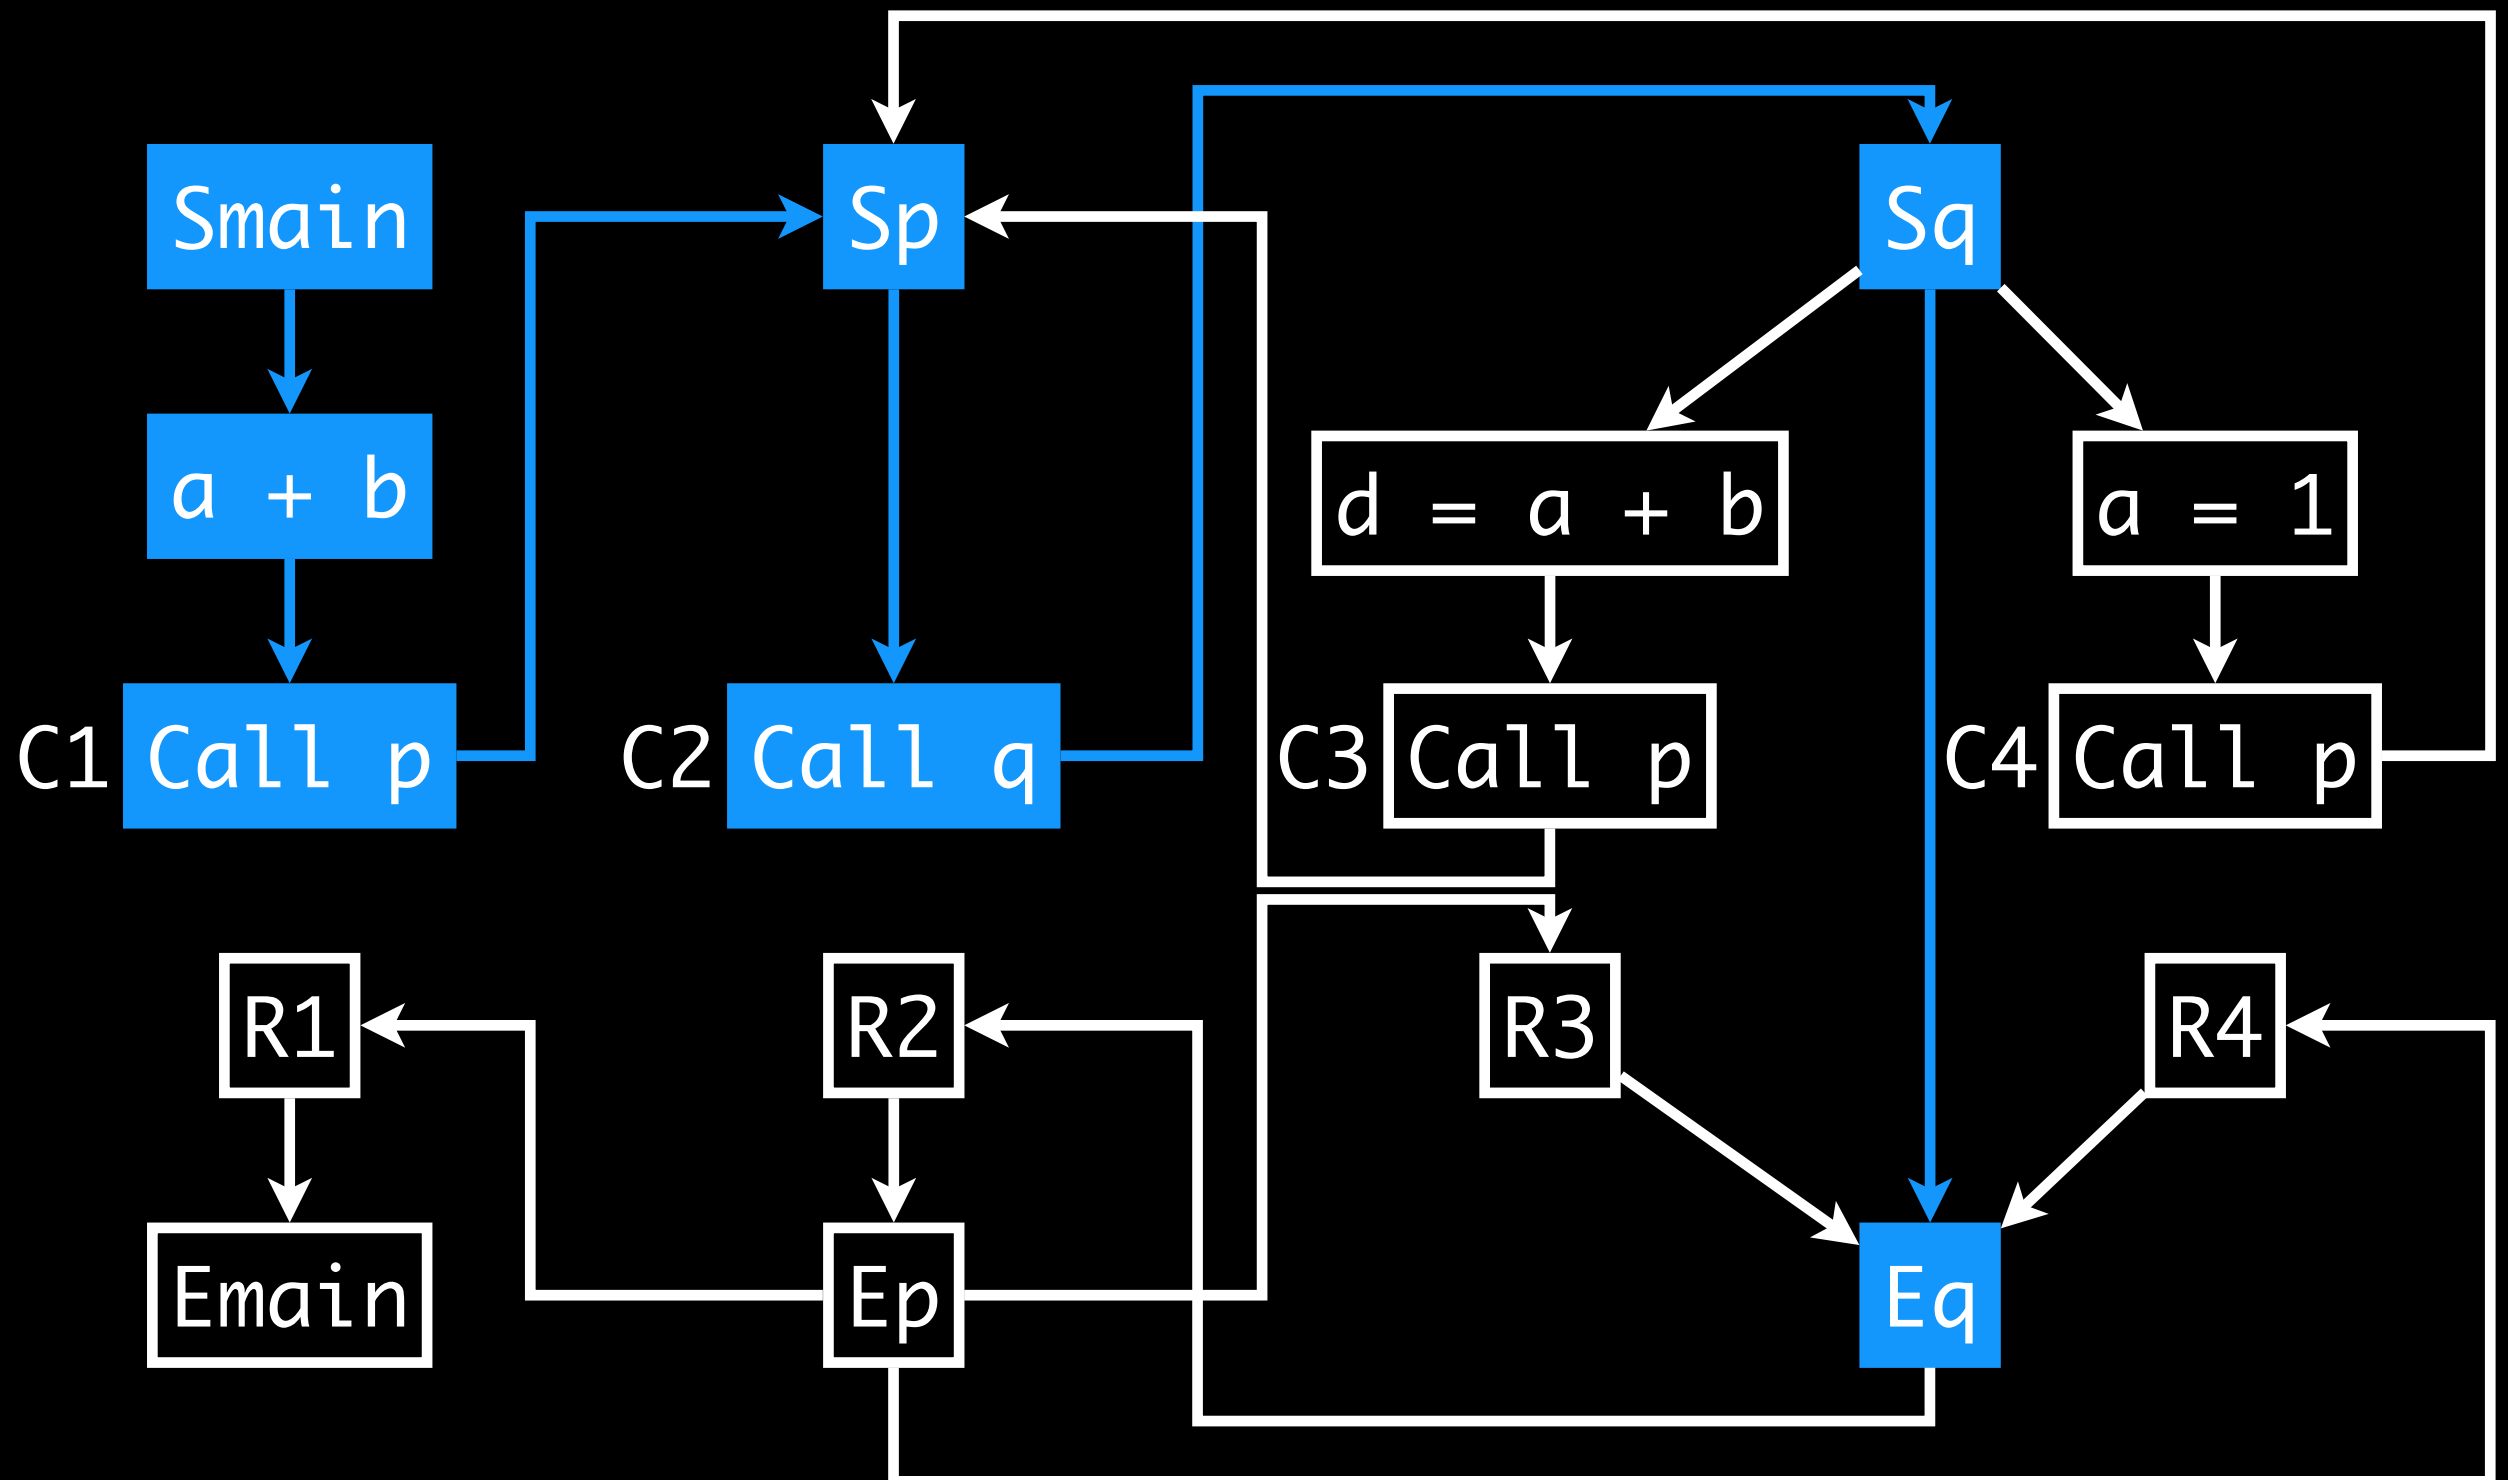 Smain
Sp
Sq
a + b
d = a + b
a = 1
C1 Call p
C2 Call q
C3 Call p
C4 Call p
R1
R2
R3
R4
Emain
Ep
Eq